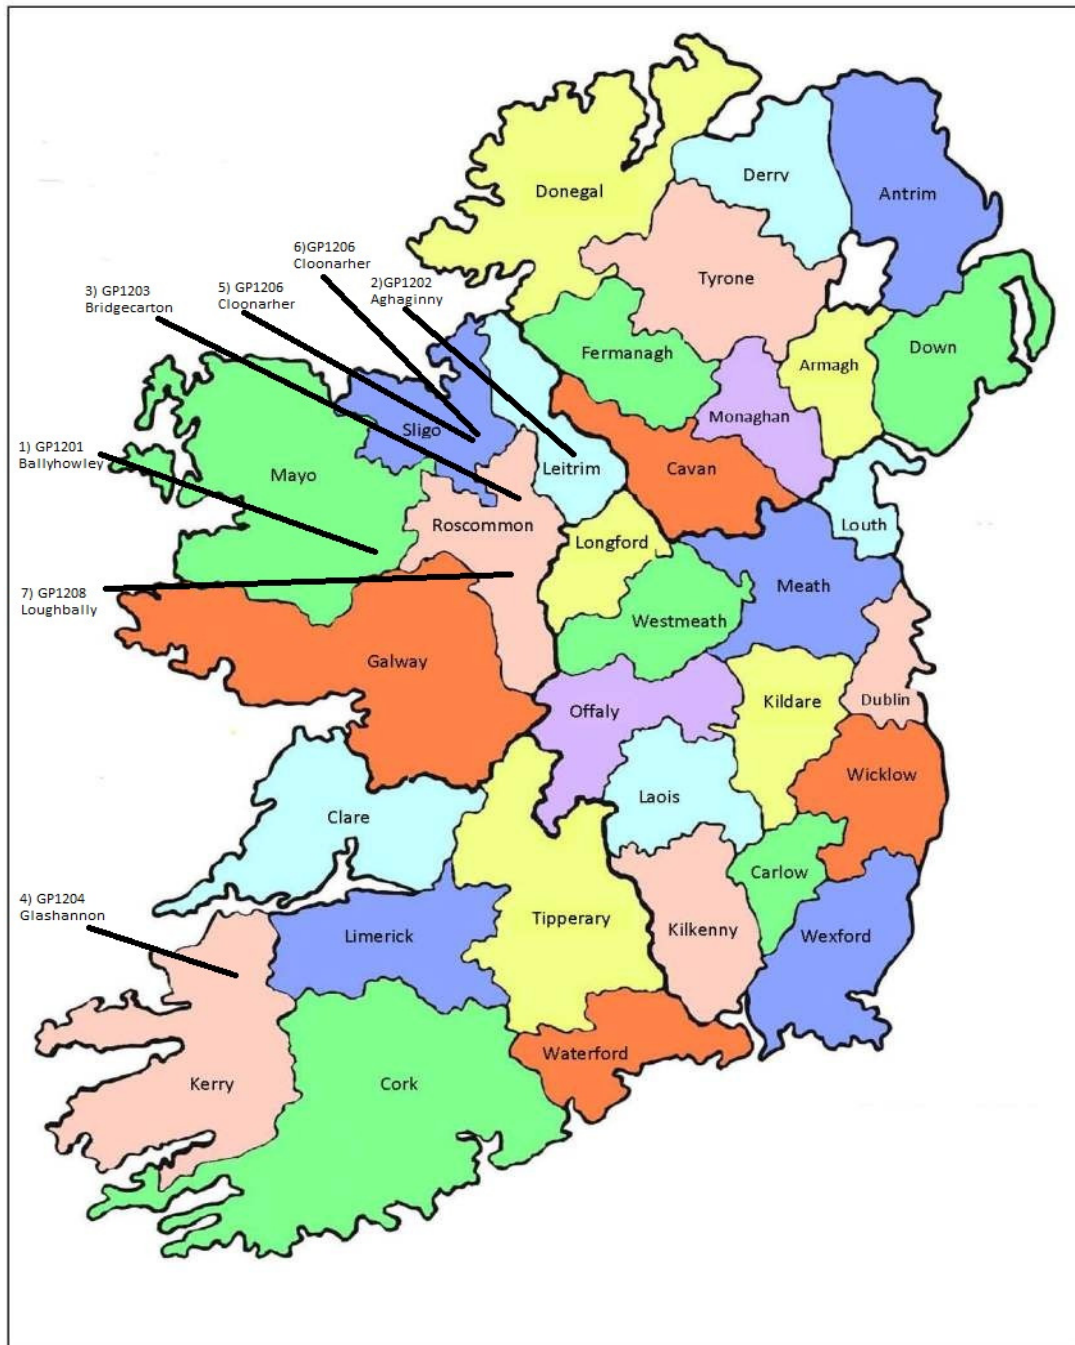 Donegal
Derry
Antrim
Tyrone
6)GP1206
Cloonarher
5) GP1206
Cloonarher
2)GP1202
Aghaginny
3) GP1203
Bridgecarton
Fermanagh
Armagh
Down
Monaghan
Sligo
Leitrim
Cavan
1) GP1201
Ballyhowley
Mayo
Roscommon
Longford
Louth
Meath
7) GP1208
Loughbally
Westmeath
Galway
Offaly
Kildare
Dublin
Wicklow
Laois
Clare
Carlow
4) GP1204
Glashannon
Limerick
Tipperary
Kilkenny
Wexford
Waterford
Kerry
Cork